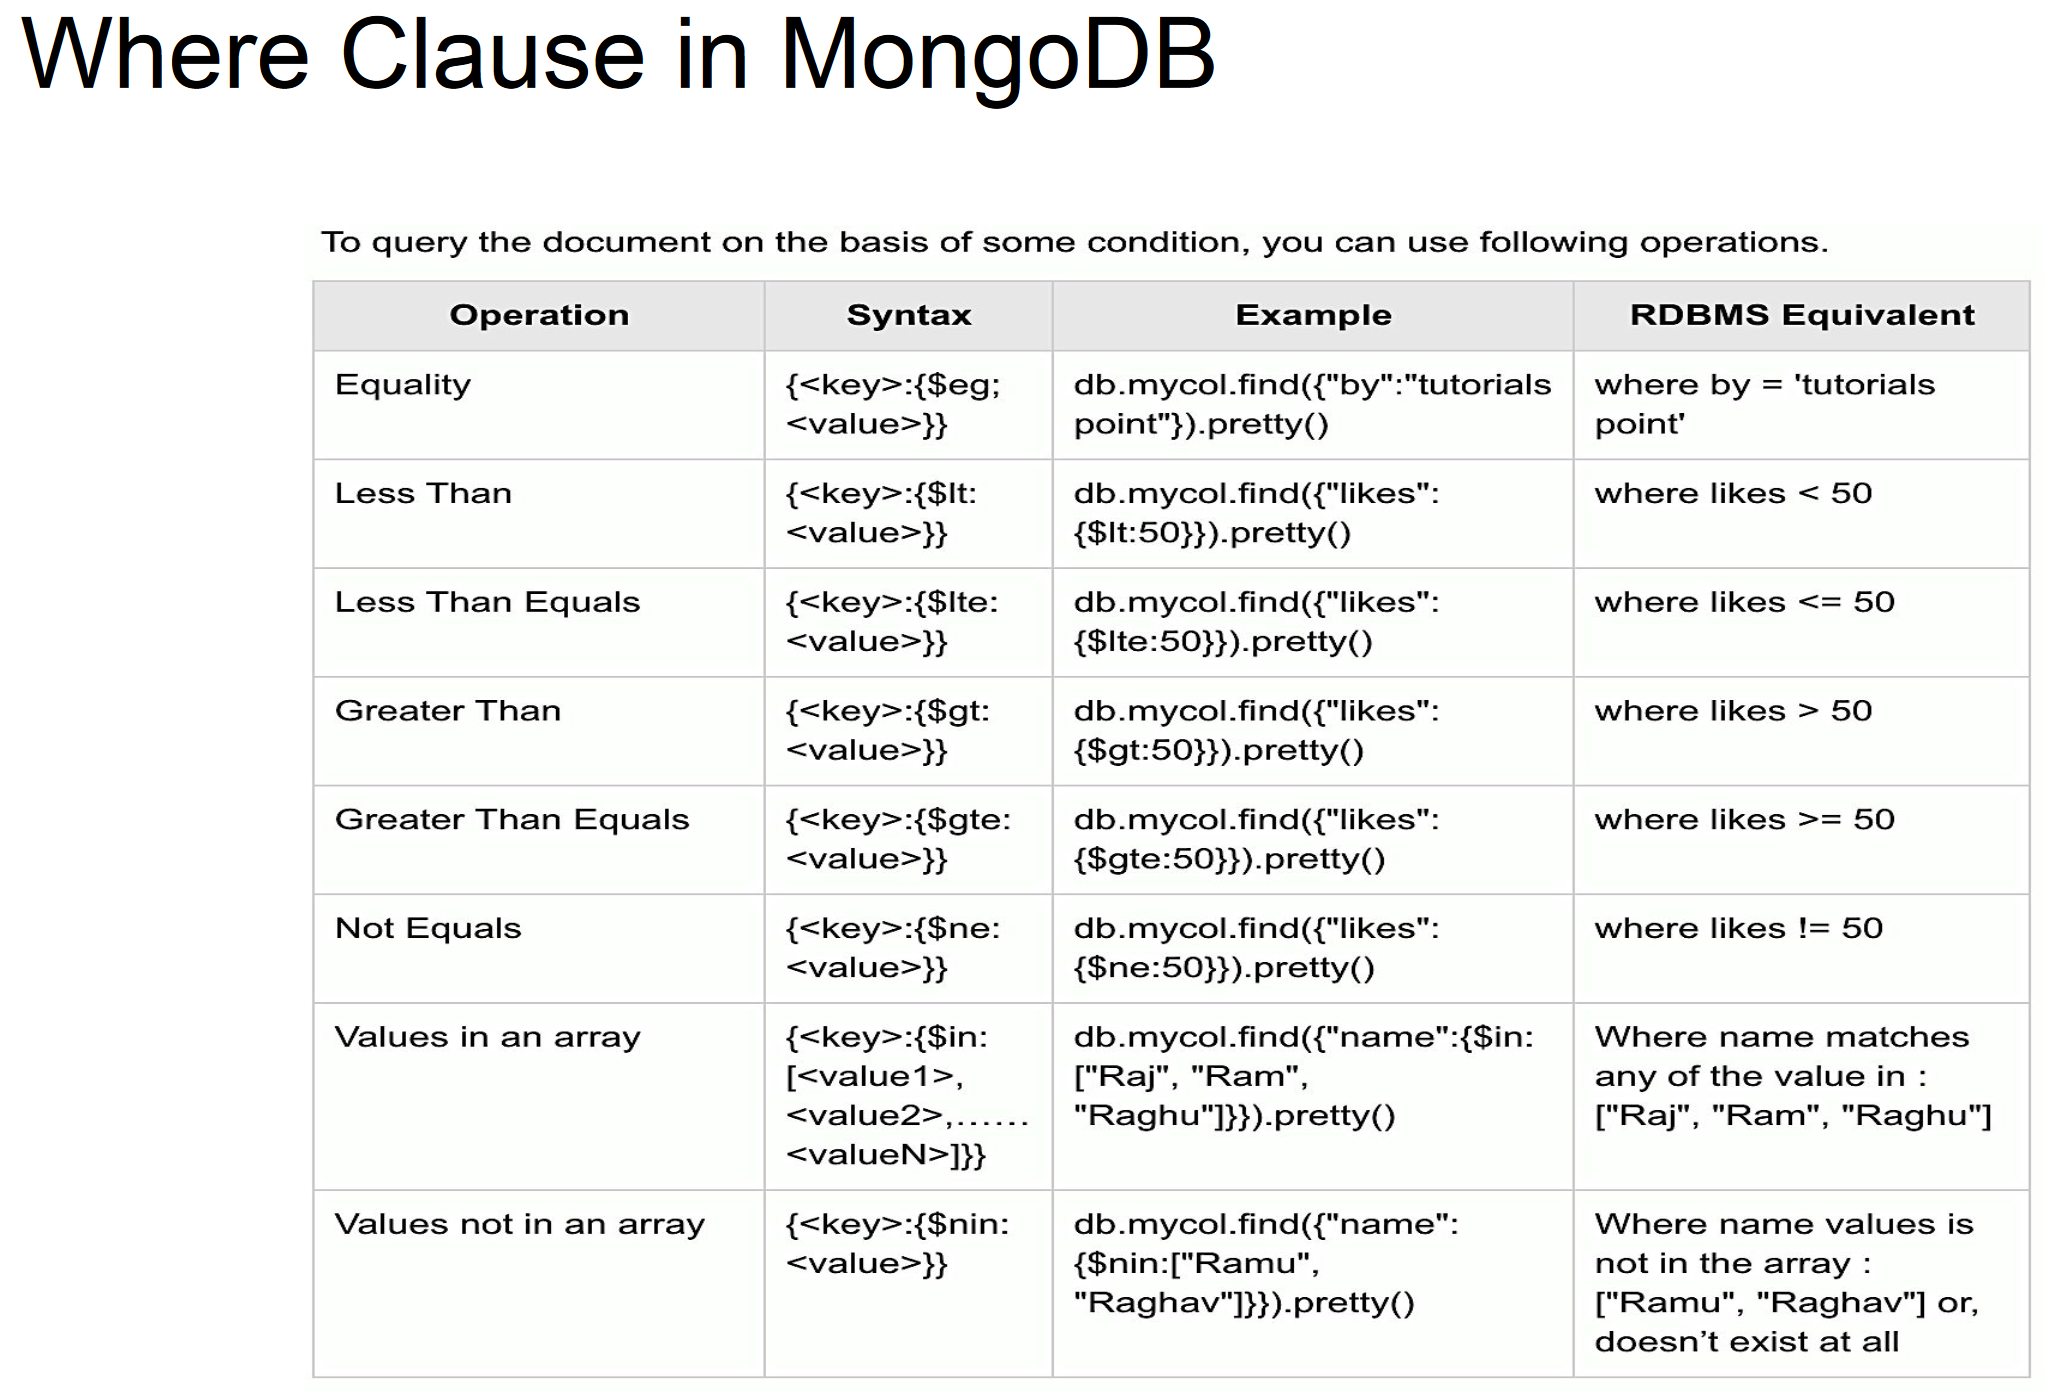 Where Clause in MongoDB
To query the document on the basis of some condition, you can use following operations.
Operation Syntax Example RDBMS Equivalent
Equality {<key>:{$eg; db.mycol.find({"by":"tutorials where by = 'tutorials
<value>}} point"}).pretty() point'
Less Than {<key>:{$lt: db.mycol.find({"likes": where likes < 50
<value>}} {$lt:50}}).pretty()
Less Than Equals {<key>:{$lte: db.mycol.find({"likes": where likes <= 50
<value>}} {$lte:50}}).pretty()
Greater Than {<key>:{$gt: db.mycol.find({"likes": where likes > 50
<value>}} {$gt:50}}).pretty()
Greater Than Equals {<key>:{$gte: db.mycol.find({"likes": where likes >= 50
<value>}} {$gte:50}}).pretty()
Not Equals {<key>:{$ne: db.mycol.find({"likes": where likes != 50
<value>}} {$ne:50}}).pretty()
Values in an array {<key>:{$in: db.mycol.find({"name":{$in: Where name matches
[<value1>, ["Raj", "Ram", any of the value in :
<value2>,...... "Raghu"]}}).pretty() ["Raj", "Ram", "Raghu"]
<valueN>]}}
Values not in an array {<key>:{$nin: db.mycol.find({"name": Where name values is
<value>}} {$nin:["Ramu", not in the array :
"Raghav"]}}).pretty() ["Ramu", "Raghav"] or,
doesn’t exist at all